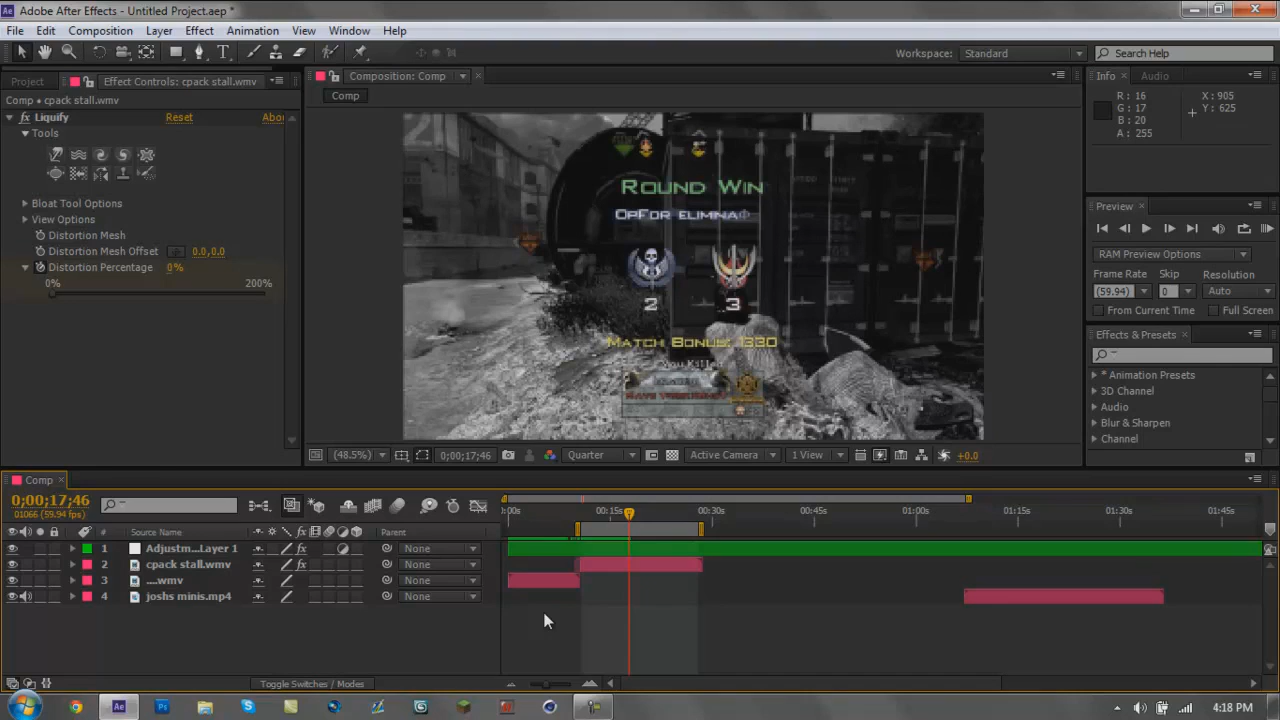 Adobe After Effects - Untitled Project.aep *
File Edit Composition Layer Effect Animation View Window Help
Workspace: Standard Search Help
Project Effect Controls: cpack stall.wmv
Composition: Comp
Info Audio
Comp • cpack stall.wmv
Comp
R : 16 X : 905
G : 17 Y : 625
B : 20
A : 255
fx Liquify Reset Abou
Tools
Bloat Tool Options
View Options
Distortion Mesh
Distortion Mesh Offset 0.0,0.0
Distortion Percentage 0%
0% 200%
Round Win
OpFor elimina
2 3
Match Bonus: 1330
You Killed
Preview
RAM Preview Options
Frame Rate Skip Resolution
(59.94) 0 Auto
From Current Time Full Screen
Effects & Presets
* Animation Presets
3D Channel
Audio
Blur & Sharpen
Channel
(48.5%) 0;00;17;46 Quarter Active Camera 1 View +0.0
Comp
0;00;17;46
01066 (59.94 fps)
:00s 00:15s 00:30s 00:45s 01:00s 01:15s 01:30s 01:45s
# Source Name Parent
1 Adjustm...Layer 1 None
2 cpack stall.wmv fx None
3 ....wmv None
4 joshs minis.mp4 None
Toggle Switches / Modes
4:18 PM